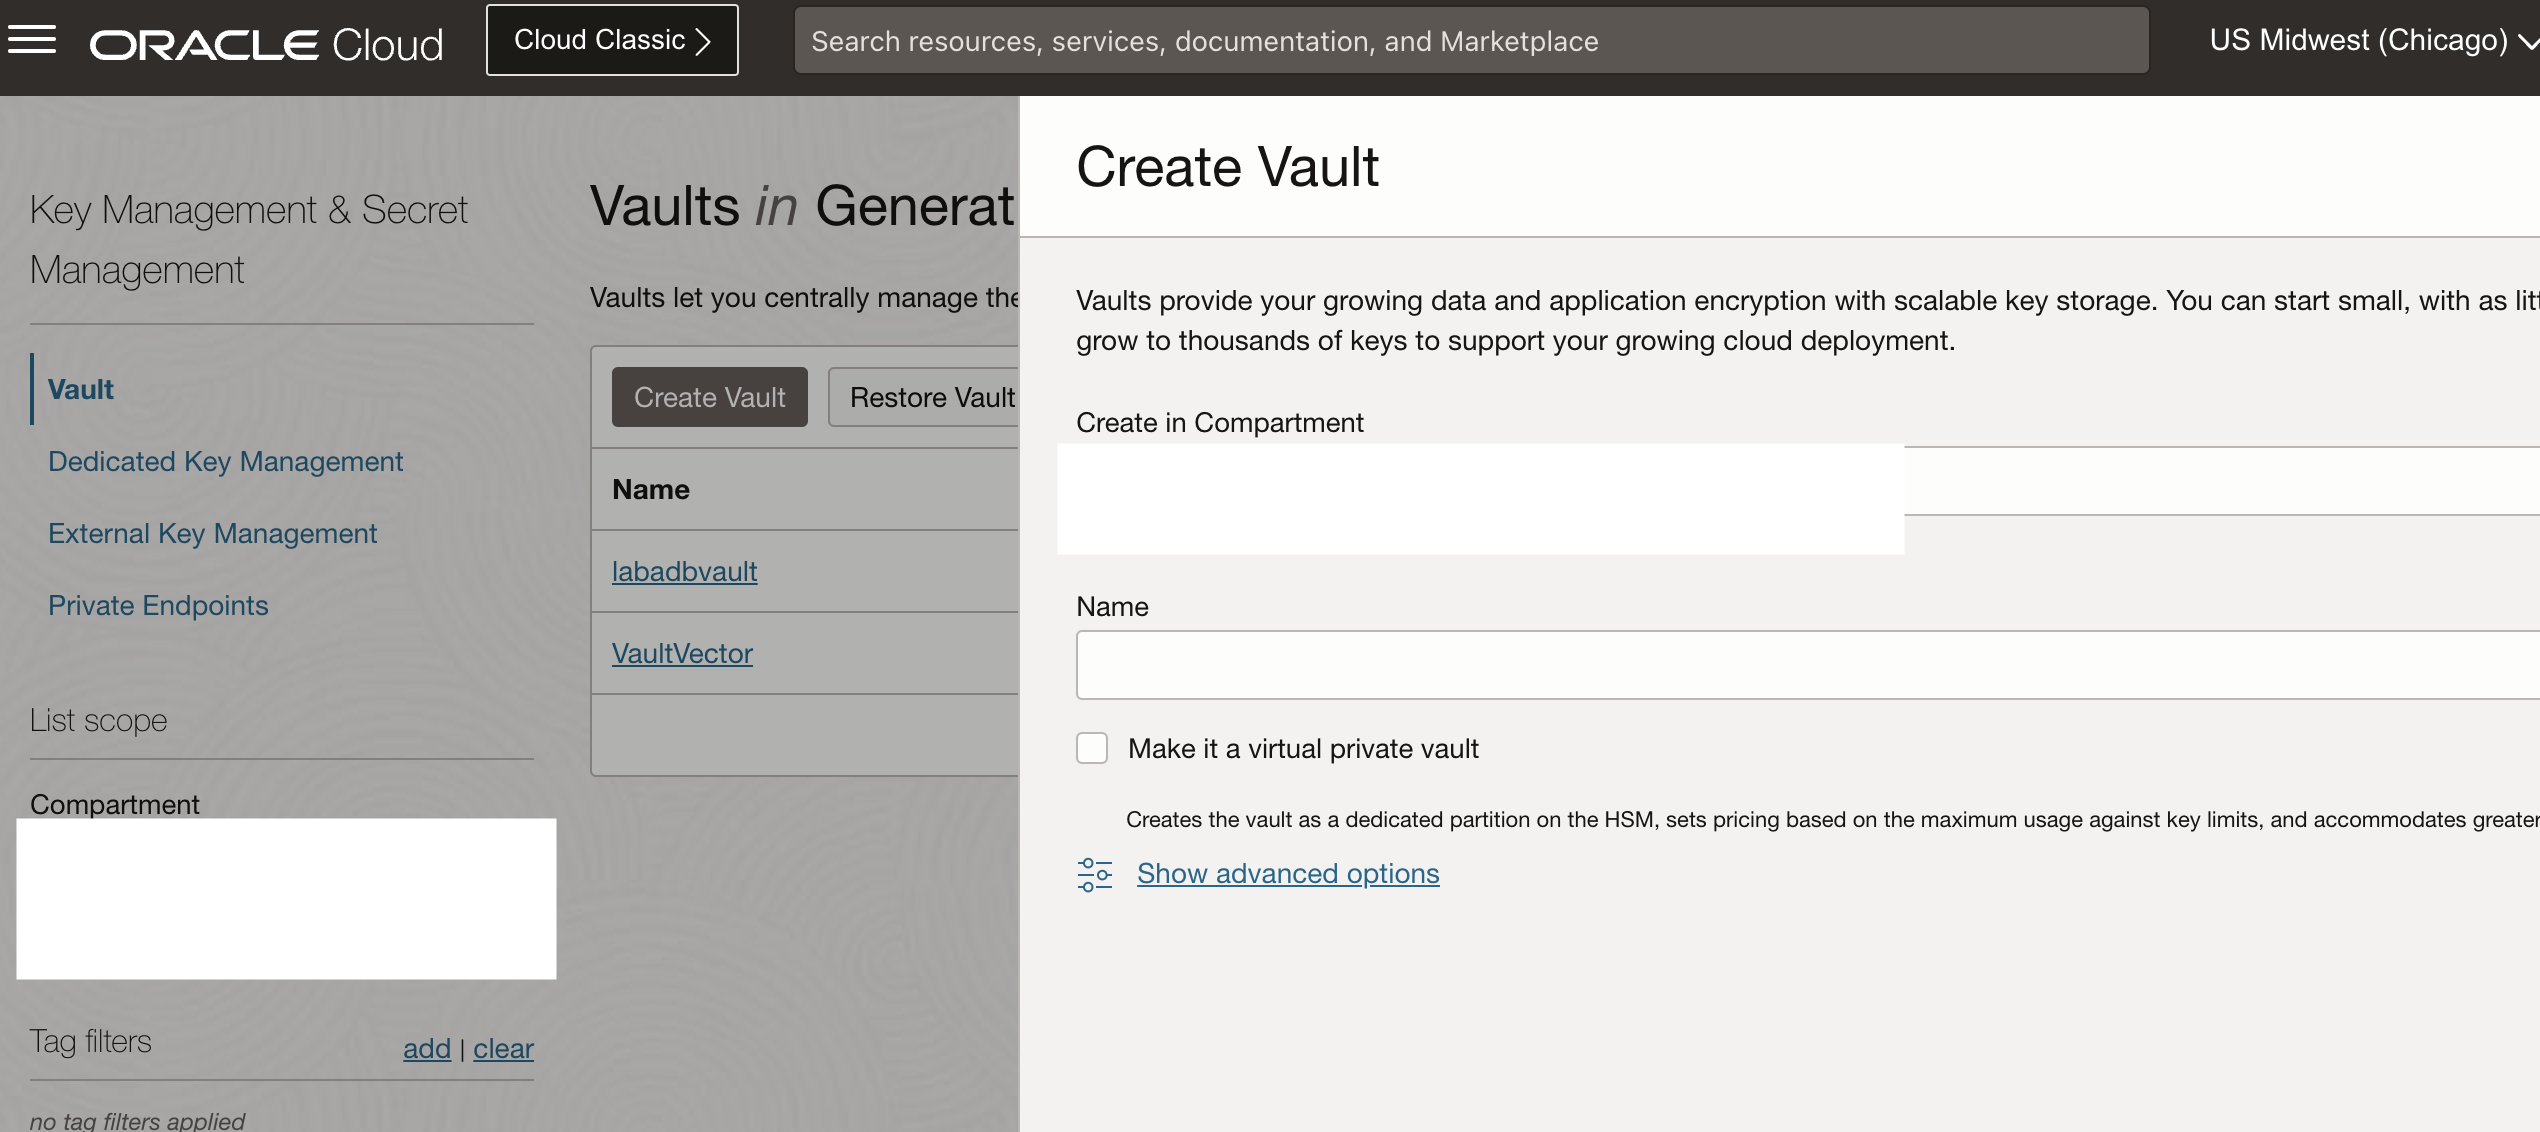 ORACLE Cloud
Cloud Classic
Search resources, services, documentation, and Marketplace
US Midwest (Chicago)
Key Management & Secret
Management
Vault
Dedicated Key Management
External Key Management
Private Endpoints
List scope
Compartment
Tag filters
add | clear
no tag filters applied
Vaults in Generat
Vaults let you centrally manage the
Create Vault
Restore Vault
Name
labadbvault
VaultVector
Create Vault
Vaults provide your growing data and application encryption with scalable key storage. You can start small, with as
grow to thousands of keys to support your growing cloud deployment.
Create in Compartment
Name
Make it a virtual private vault
Creates the vault as a dedicated partition on the HSM, sets pricing based on the maximum usage against key limits, and accommodates greater
Show advanced options